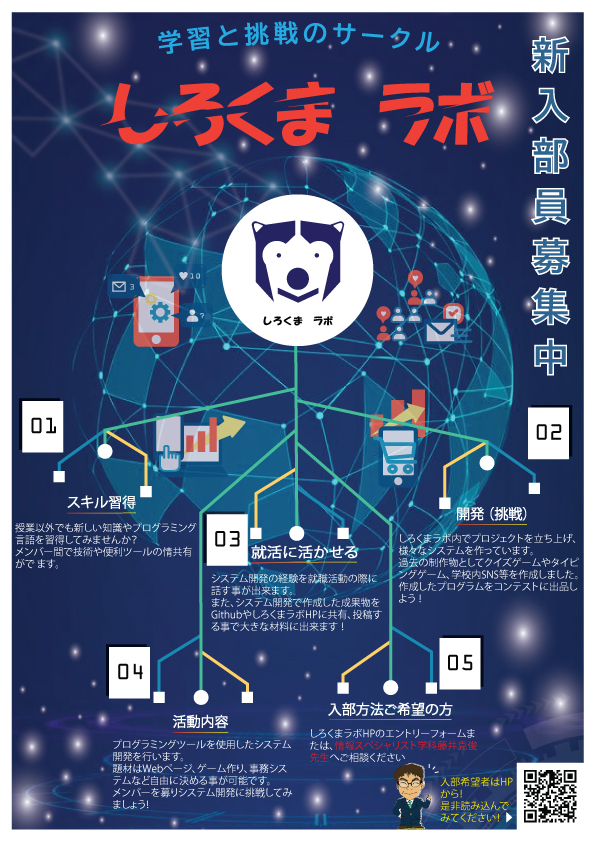 学習と挑戦のサークル
しろくま ラボ
新入部員募集中
しろくま ラボ
3
10
?
01
スキル習得
授業以外でも新しい知識やプログラミング
言語を習得してみませんか?
メンバー間で技術や便利ツールの情共有
がで ます。
02
開発（挑戦）
しろくまラボ内でプロジェクトを立ち上げ、
様々なシステムを作っています。
過去の制作物としてクイズゲームやタイピ
ングゲーム、学校内SNS等を作成しました。
作成したプログラムをコンテストに出品し
よう！
03
就活に活かせる
システム開発の経験を就職活動の際に
話す事が出来ます。
また、システム開発で作成した成果物を
GithubやしろくまラボHPに共有、投稿す
る事で大きな材料に出来ます！
04
活動内容
プログラミングツールを使用したシステム
開発を行います。
題材はWebページ、ゲーム作り、事務シス
テムなど自由に決める事が可能です。
メンバーを募りシステム開発に挑戦してみ
ましょう!
05
入部方法ご希望の方
しろくまラボHPのエントリーフォームま
たは、情報スペシャリスト学科藤井嘉俊
先生へご相談ください
入部希望者はHP
から!
是非読み込んで
みてください!